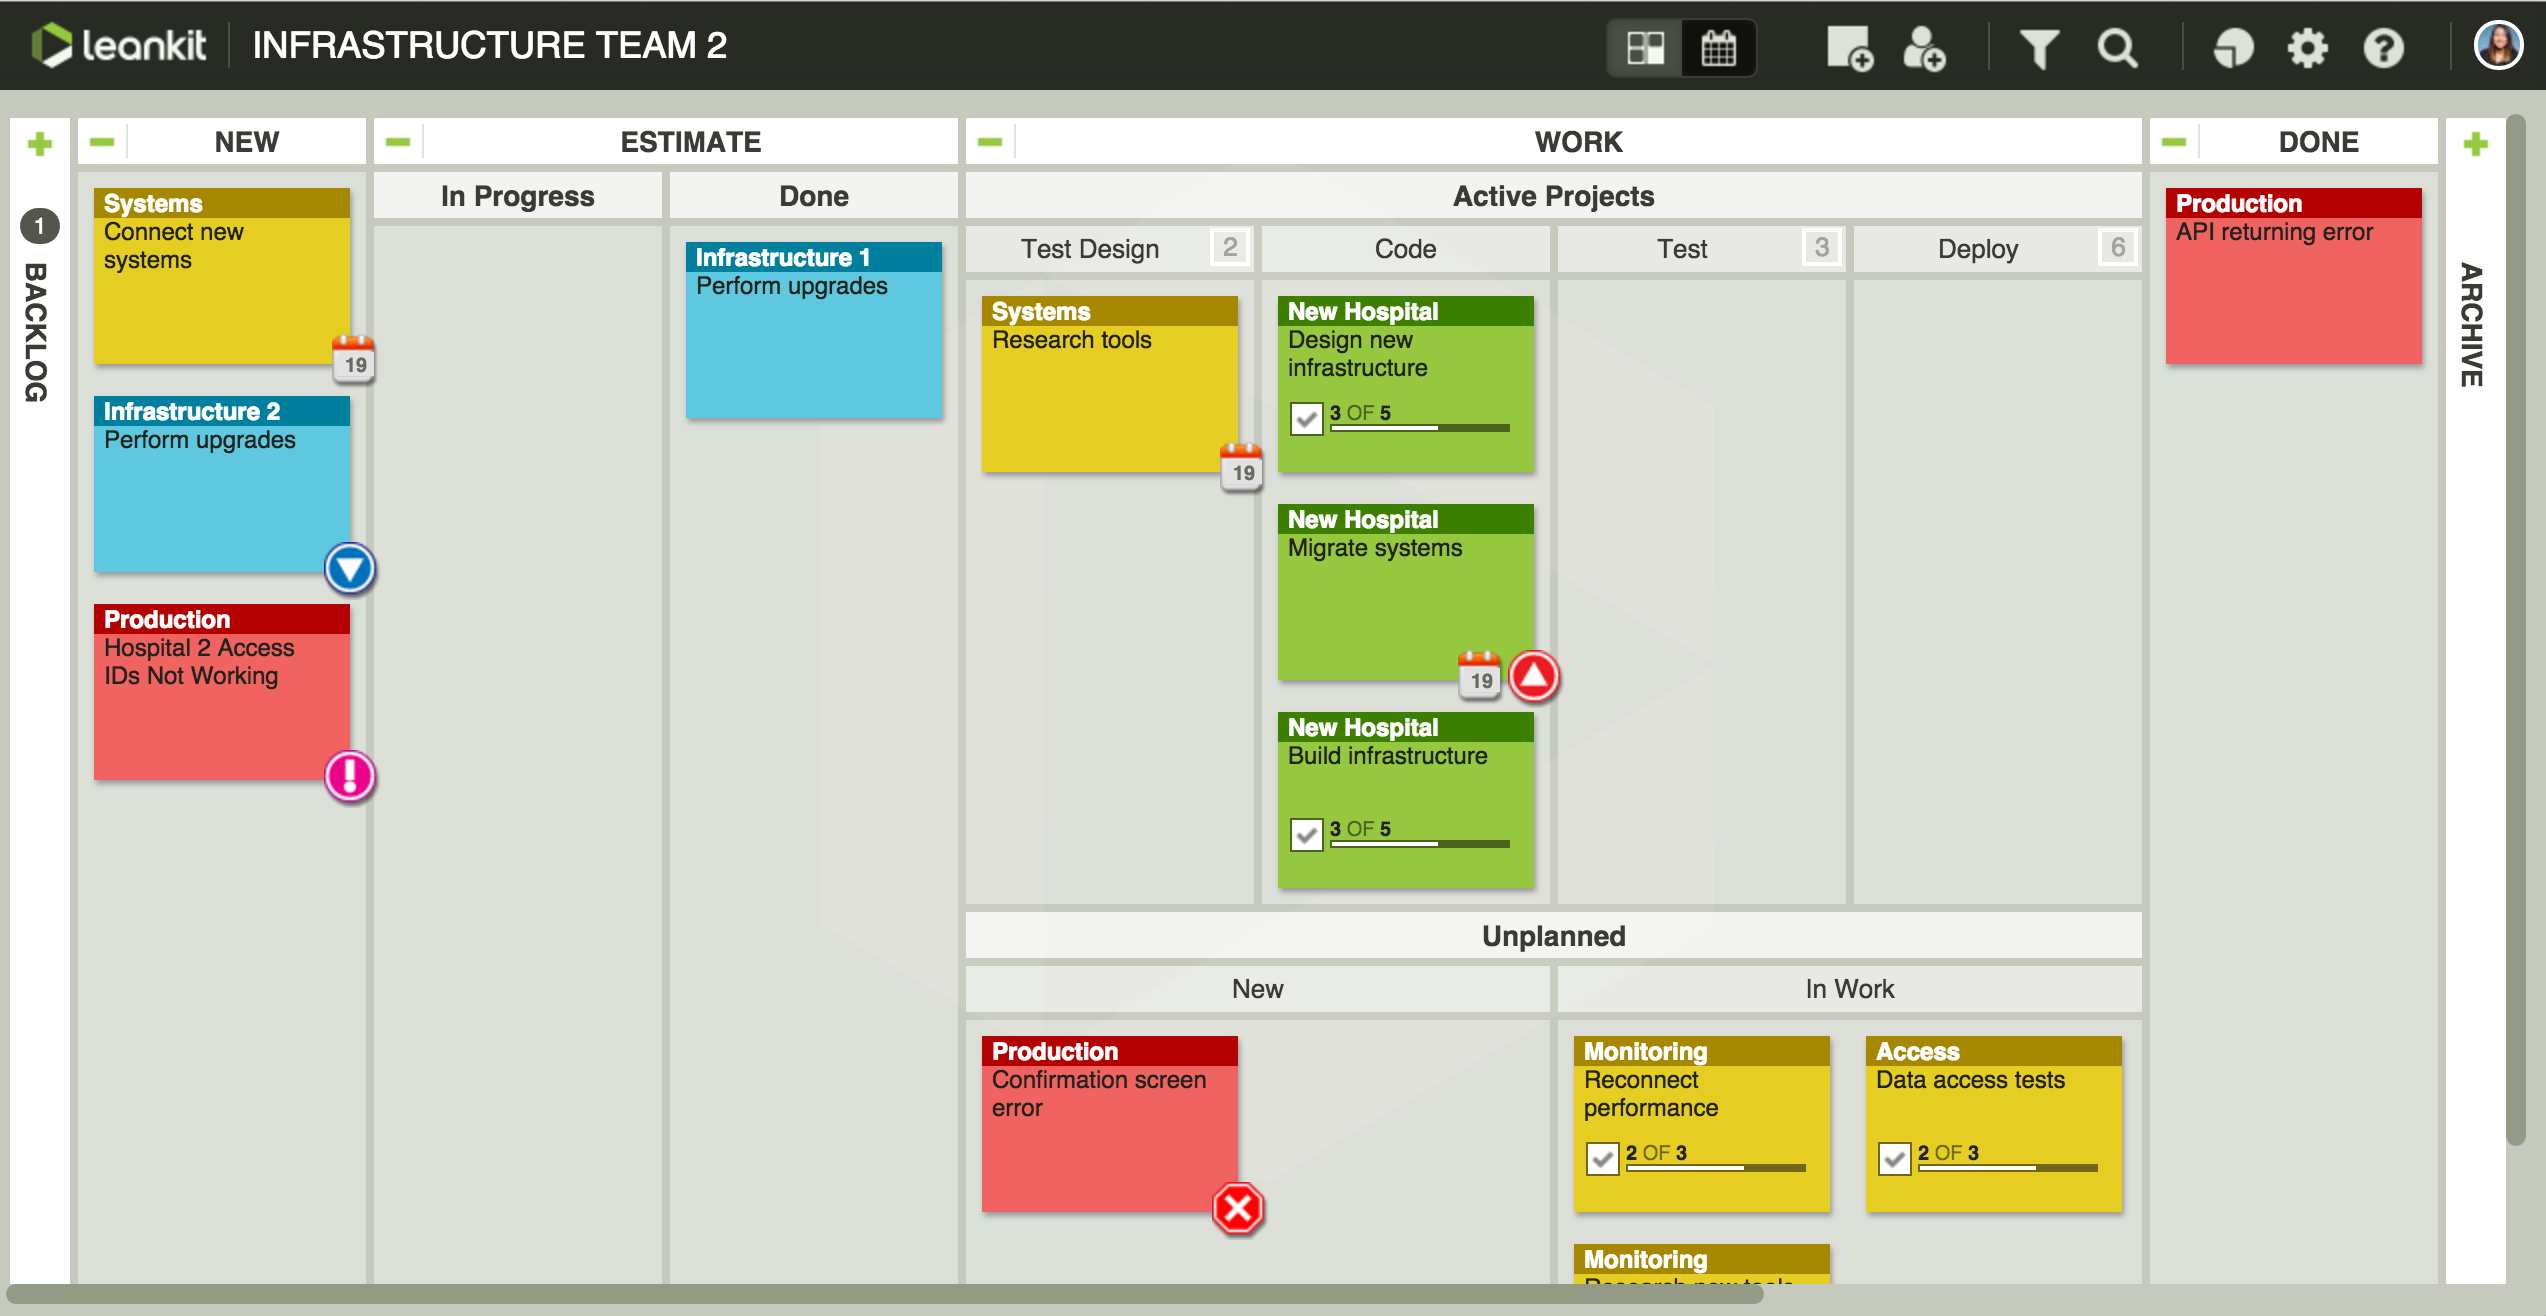 leankit
INFRASTRUCTURE TEAM 2
1
BACKLOG
NEW
Systems
Connect new
systems
19
Infrastructure 2
Perform upgrades
Production
Hospital 2 Access
IDs Not Working
ESTIMATE
In Progress
Done
Infrastructure 1
Perform upgrades
WORK
Active Projects
Test Design 2
Code
Test 3
Deploy 6
Systems
Research tools
19
New Hospital
Design new
infrastructure
3 OF 5
New Hospital
Migrate systems
19
New Hospital
Build infrastructure
3 OF 5
Unplanned
New
In Work
Production
Confirmation screen
error
Monitoring
Reconnect
performance
2 OF 3
Access
Data access tests
2 OF 3
Monitoring
Research new tools
DONE
Production
API returning error
ARCHIVE